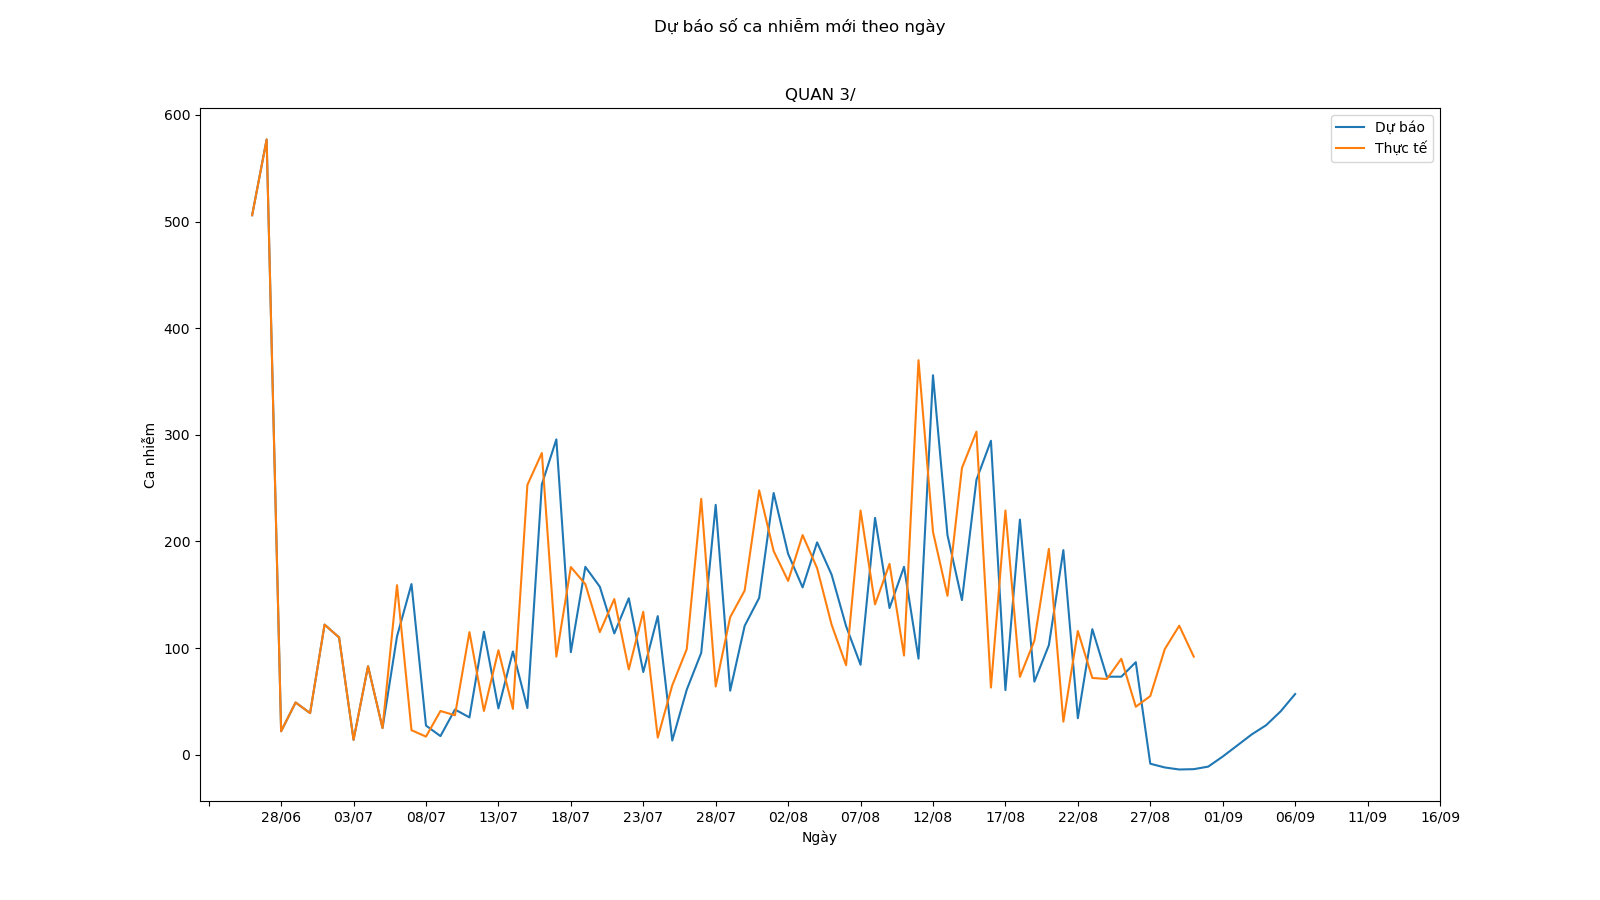 Dự báo số ca nhiễm mới theo ngày
QUAN 3/
Dự báo
Thực tế
600
500
400
300
200
100
0
Ca nhiễm
28/06 03/07 08/07 13/07 18/07 23/07 28/07 02/08 07/08 12/08 17/08 22/08 27/08 01/09 06/09 11/09 16/09
Ngày